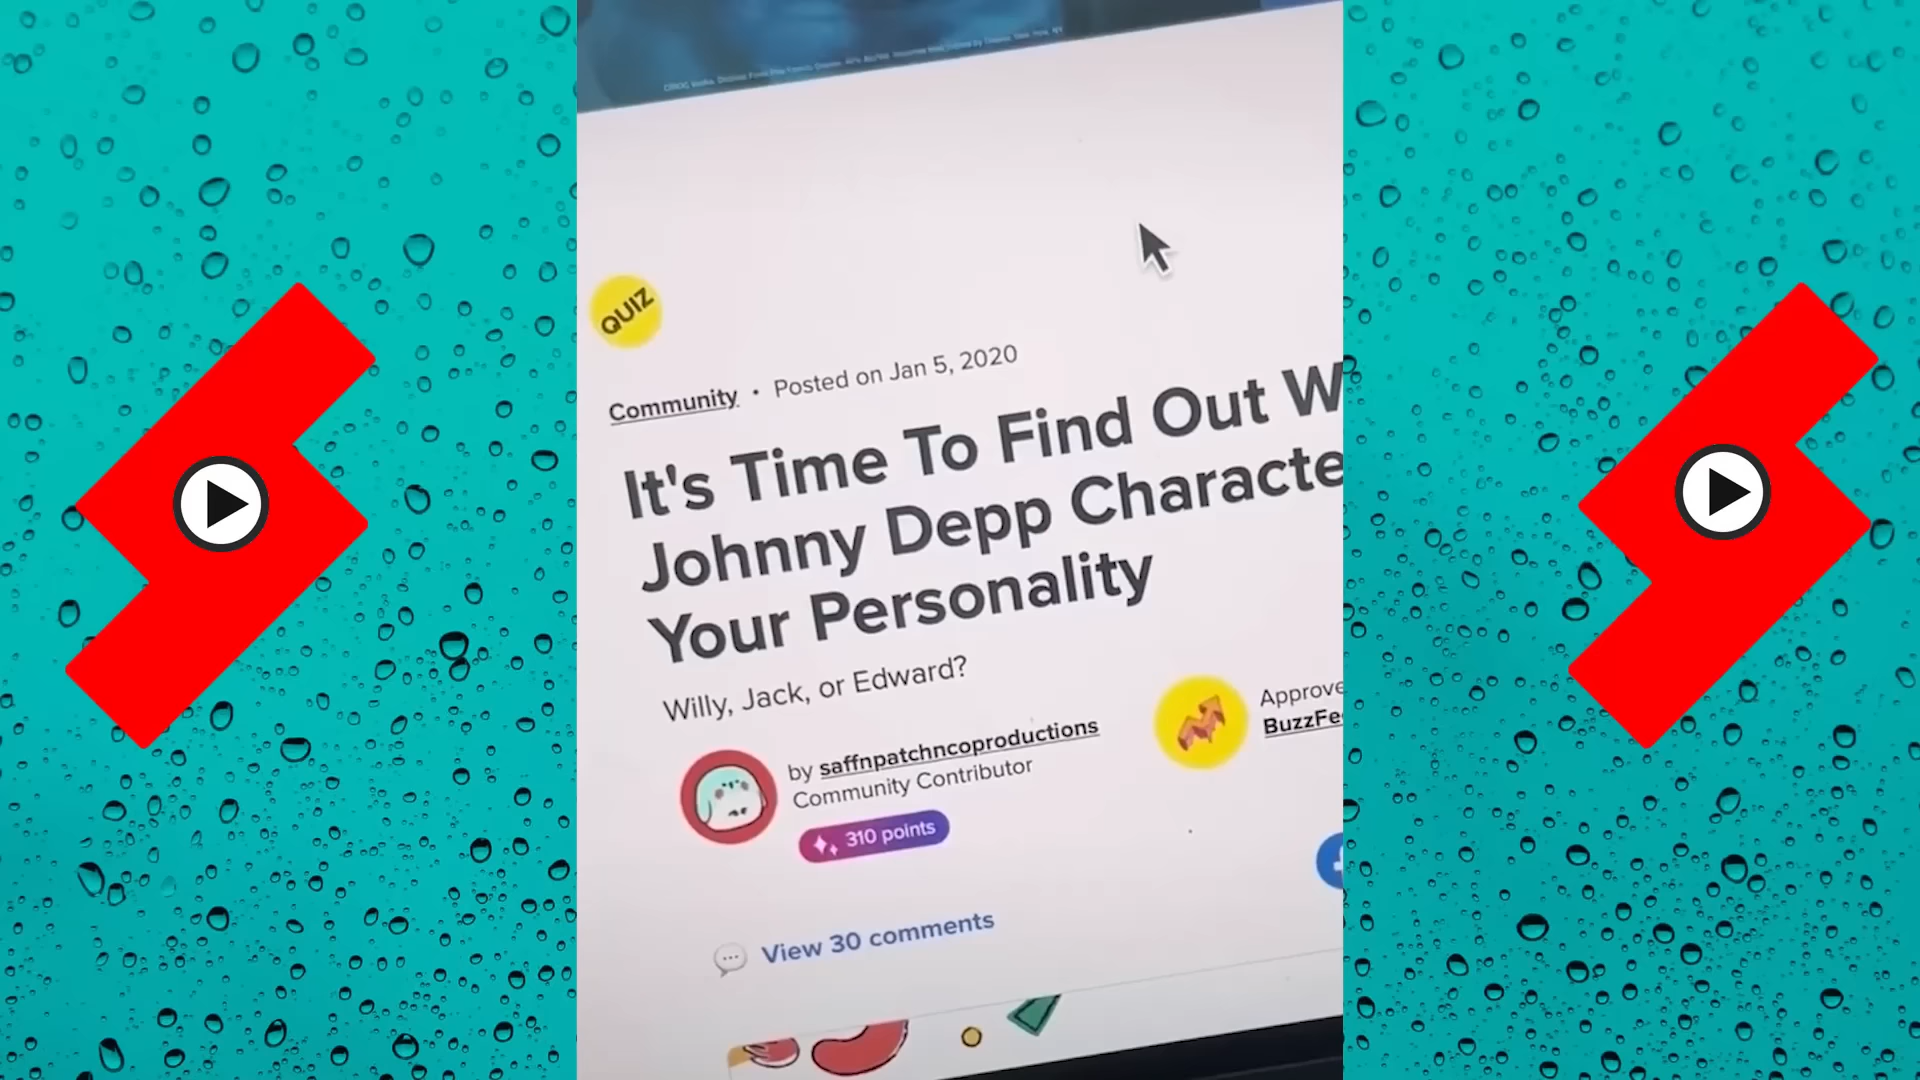 QUIZ
Community • Posted on Jan 5, 2020
It's Time To Find Out W
Johnny Depp Characte
Your Personality
Willy, Jack, or Edward?
by saffnpatchncoproductions
Community Contributor
310 points
Approve
BuzzFe
View 30 comments